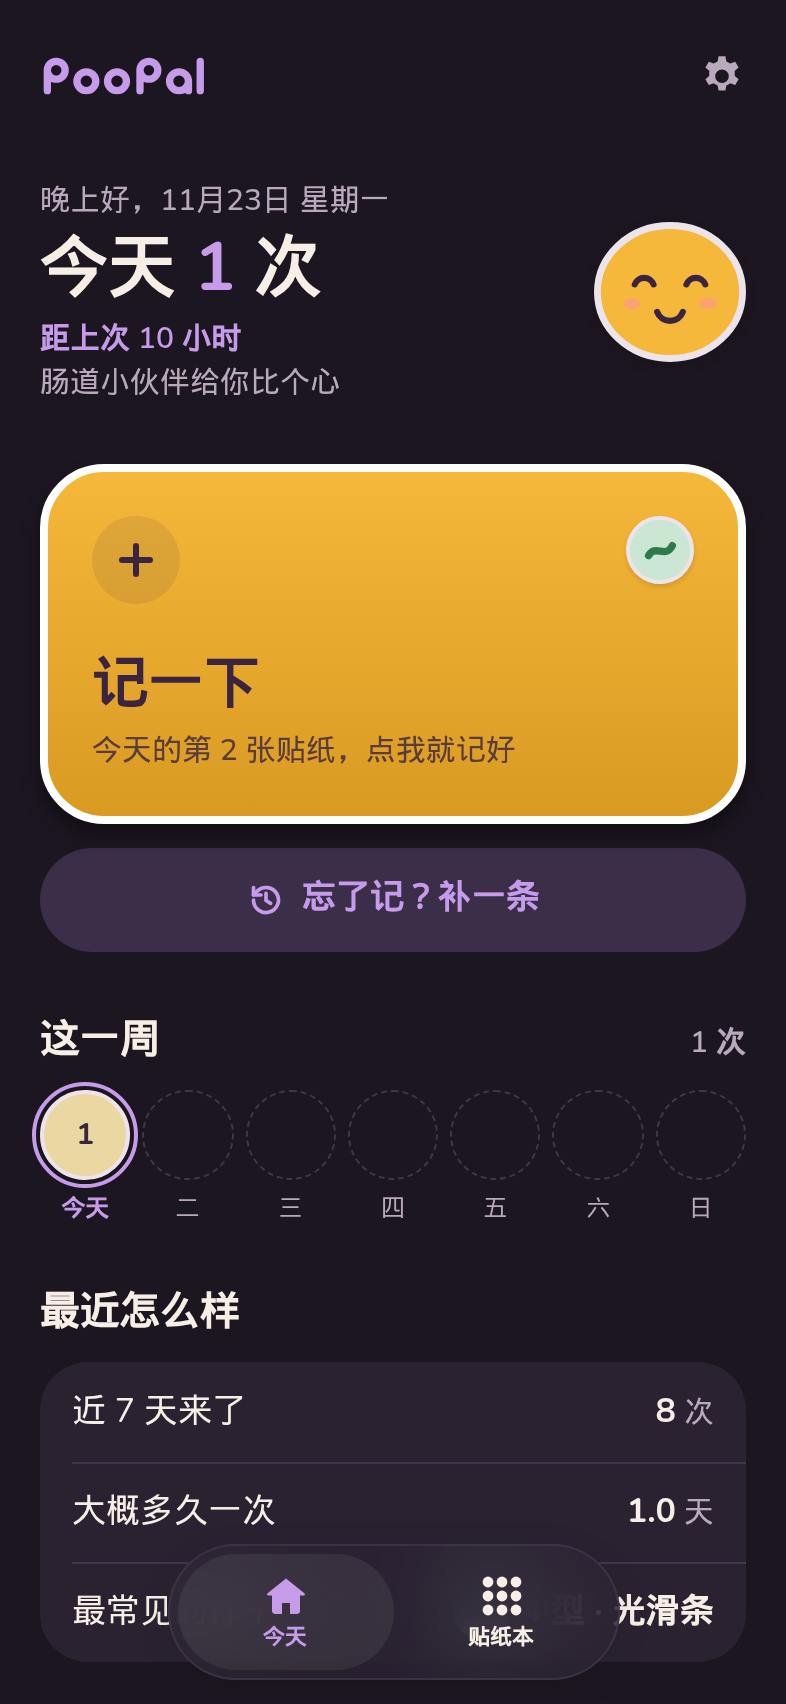 PooPal
晚上好，11月23日 星期一
今天 1 次
距上次 10 小时
肠道小伙伴给你比个心
记一下
今天的第 2 张贴纸，点我就记好
忘了记？补一条
这一周
1 次
1
今天 二 三 四 五 六 日
最近怎么样
近 7 天来了 8 次
大概多久一次 1.0 天
最常见 型 · 光滑条
今天 贴纸本